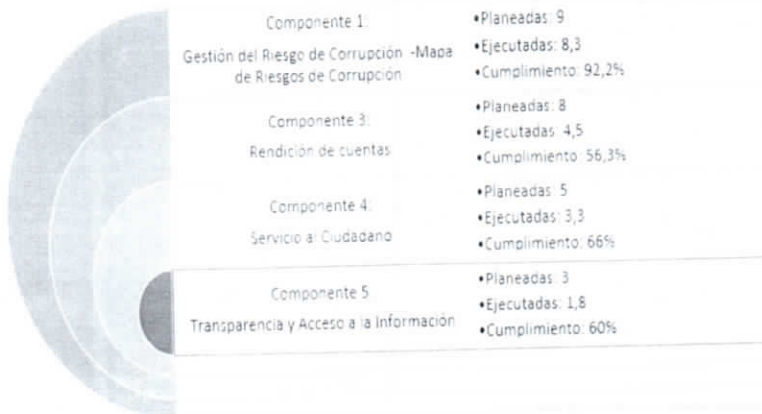 Componente 1:
Gestión del Riesgo de Corrupción -Mapa
de Riesgos de Corrupción
•Planeadas: 9
•Ejecutadas: 8,3
•Cumplimiento: 92,2%
Componente 3:
Rendición de cuentas
•Planeadas: 8
•Ejecutadas: 4,5
•Cumplimiento: 56,3%
Componente 4:
Servicio al Ciudadano
•Planeadas: 5
•Ejecutadas: 3,3
•Cumplimiento: 66%
Componente 5
Transparencia y Acceso a la Información
•Planeadas: 3
•Ejecutadas: 1,8
•Cumplimiento: 60%